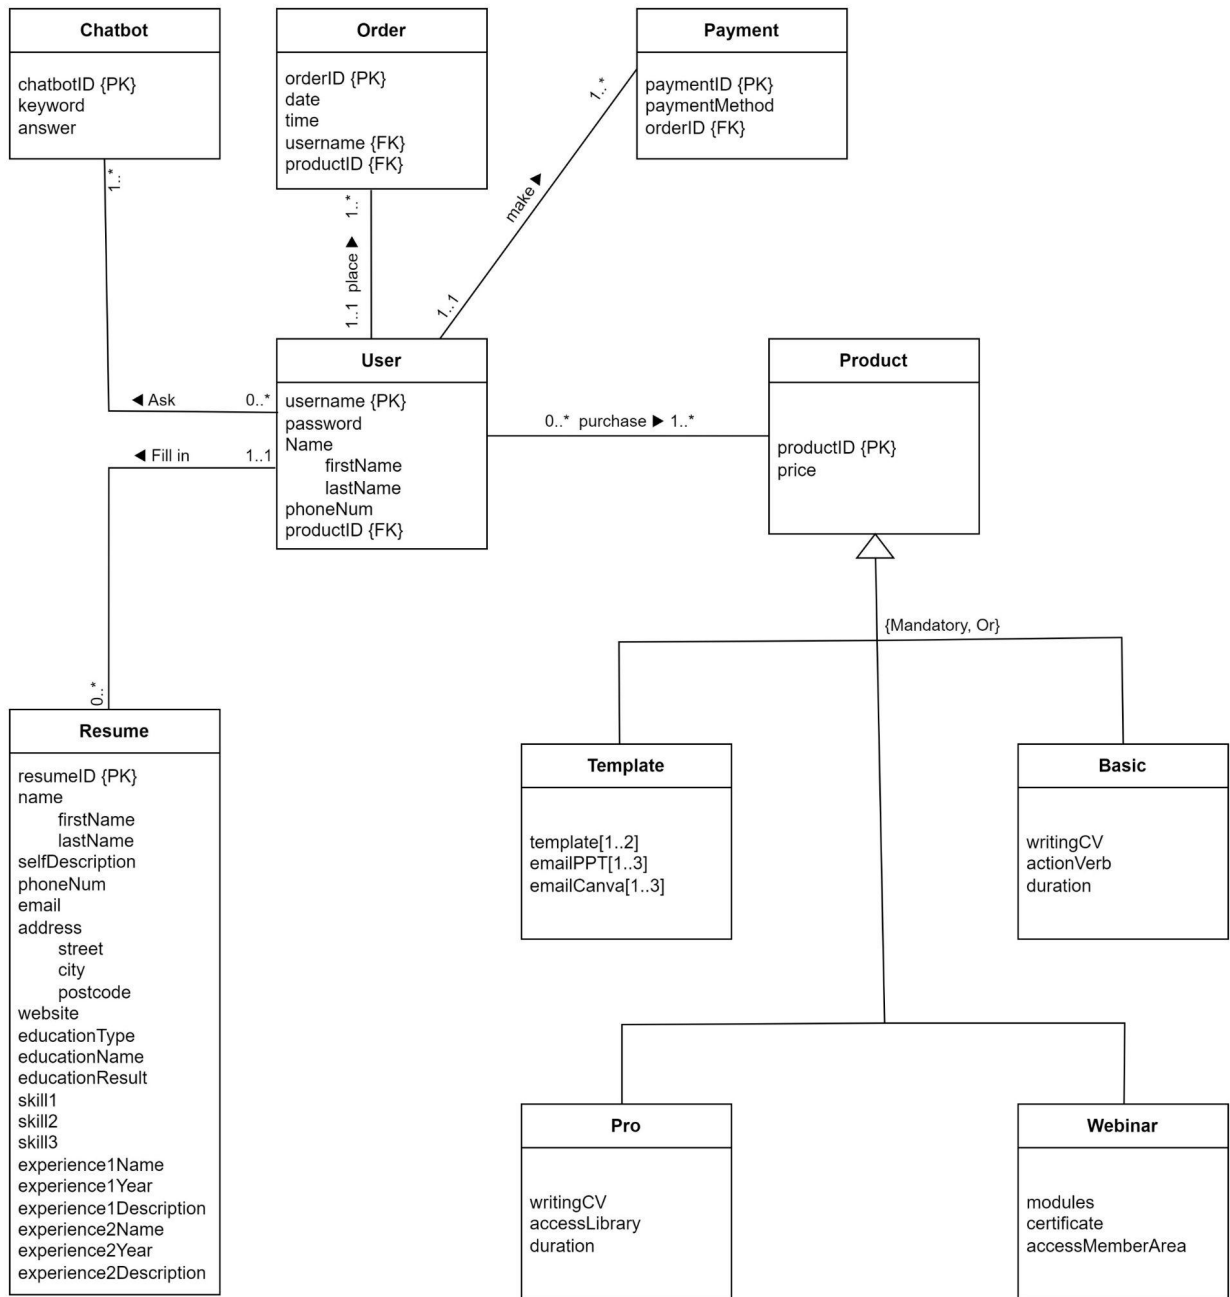 Chatbot
chatbotID {PK}
keyword
answer
Order
orderID {PK}
date
time
username {FK}
productID {FK}
Payment
paymentID {PK}
paymentMethod
orderID {FK}
1..*
1..*
1..*
place ▶
1..1
make ▶
1..1
◀ Ask
0..*
◀ Fill in
1..1
User
username {PK}
password
Name
firstName
lastName
phoneNum
productID {FK}
0..* purchase ▶ 1..*
Product
productID {PK}
price
{Mandatory, Or}
0..*
Resume
resumeID {PK}
name
firstName
lastName
selfDescription
phoneNum
email
address
street
city
postcode
website
educationType
educationName
educationResult
skill1
skill2
skill3
experience1Name
experience1Year
experience1Description
experience2Name
experience2Year
experience2Description
Template
template[1..2]
emailPPT[1..3]
emailCanva[1..3]
Basic
writingCV
actionVerb
duration
Pro
writingCV
accessLibrary
duration
Webinar
modules
certificate
accessMemberArea